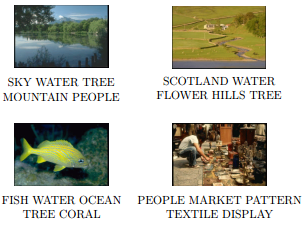 SKY WATER TREE
MOUNTAIN PEOPLE
SCOTLAND WATER
FLOWER HILLS TREE
FISH WATER OCEAN
TREE CORAL
PEOPLE MARKET PATTERN
TEXTILE DISPLAY